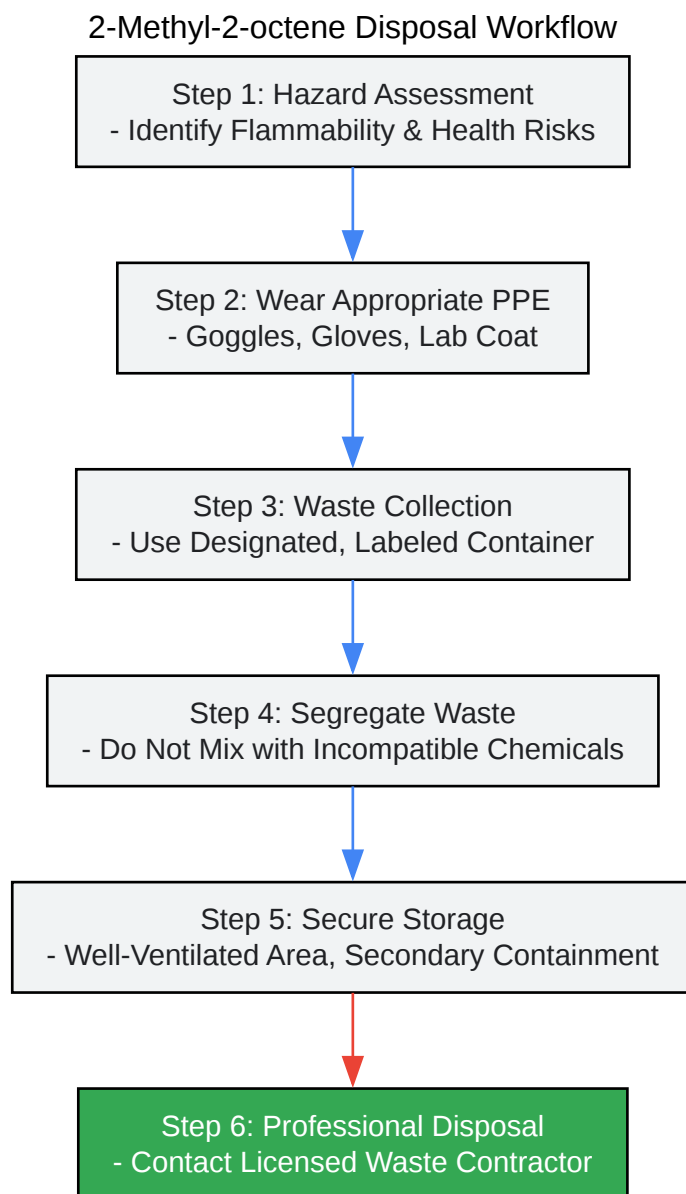 2-Methyl-2-octene Disposal Workflow
Step 1: Hazard Assessment
- Identify Flammability & Health Risks
Step 2: Wear Appropriate PPE
- Goggles, Gloves, Lab Coat
Step 3: Waste Collection
- Use Designated, Labeled Container
Step 4: Segregate Waste
- Do Not Mix with Incompatible Chemicals
Step 5: Secure Storage
- Well-Ventilated Area, Secondary Containment
Step 6: Professional Disposal
- Contact Licensed Waste Contractor